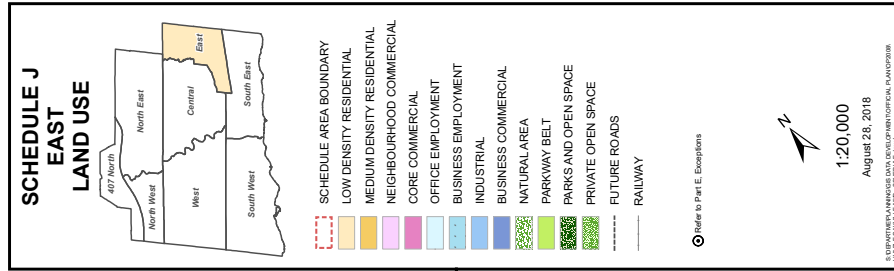 SCHEDULE J
EAST
LAND USE
407 North
North West
North East
East
West
Central
South West
South East
SCHEDULE AREA BOUNDARY
LOW DENSITY RESIDENTIAL
MEDIUM DENSITY RESIDENTIAL
NEIGHBOURHOOD COMMERCIAL
CORE COMMERCIAL
OFFICE EMPLOYMENT
BUSINESS EMPLOYMENT
INDUSTRIAL
BUSINESS COMMERCIAL
NATURAL AREA
PARKWAY BELT
PARKS AND OPEN SPACE
PRIVATE OPEN SPACE
FUTURE ROADS
RAILWAY
Refer to Part E, Exceptions
1:20,000
August 28, 2018